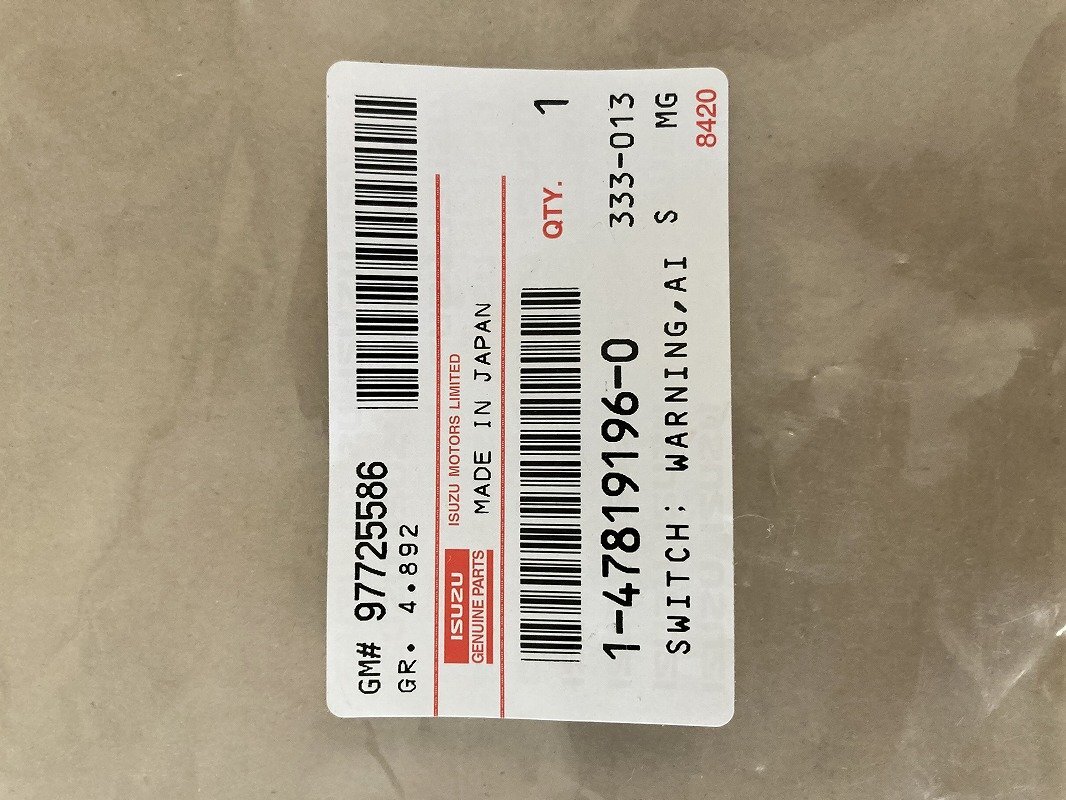 GM# 97725586
GR. 4.892
ISUZU
GENUINE PARTS
ISUZU MOTORS LIMITED
MADE IN JAPAN
QTY. 1
1-47819196-0 333-013
SWITCH; WARNING,AI S MG
8420